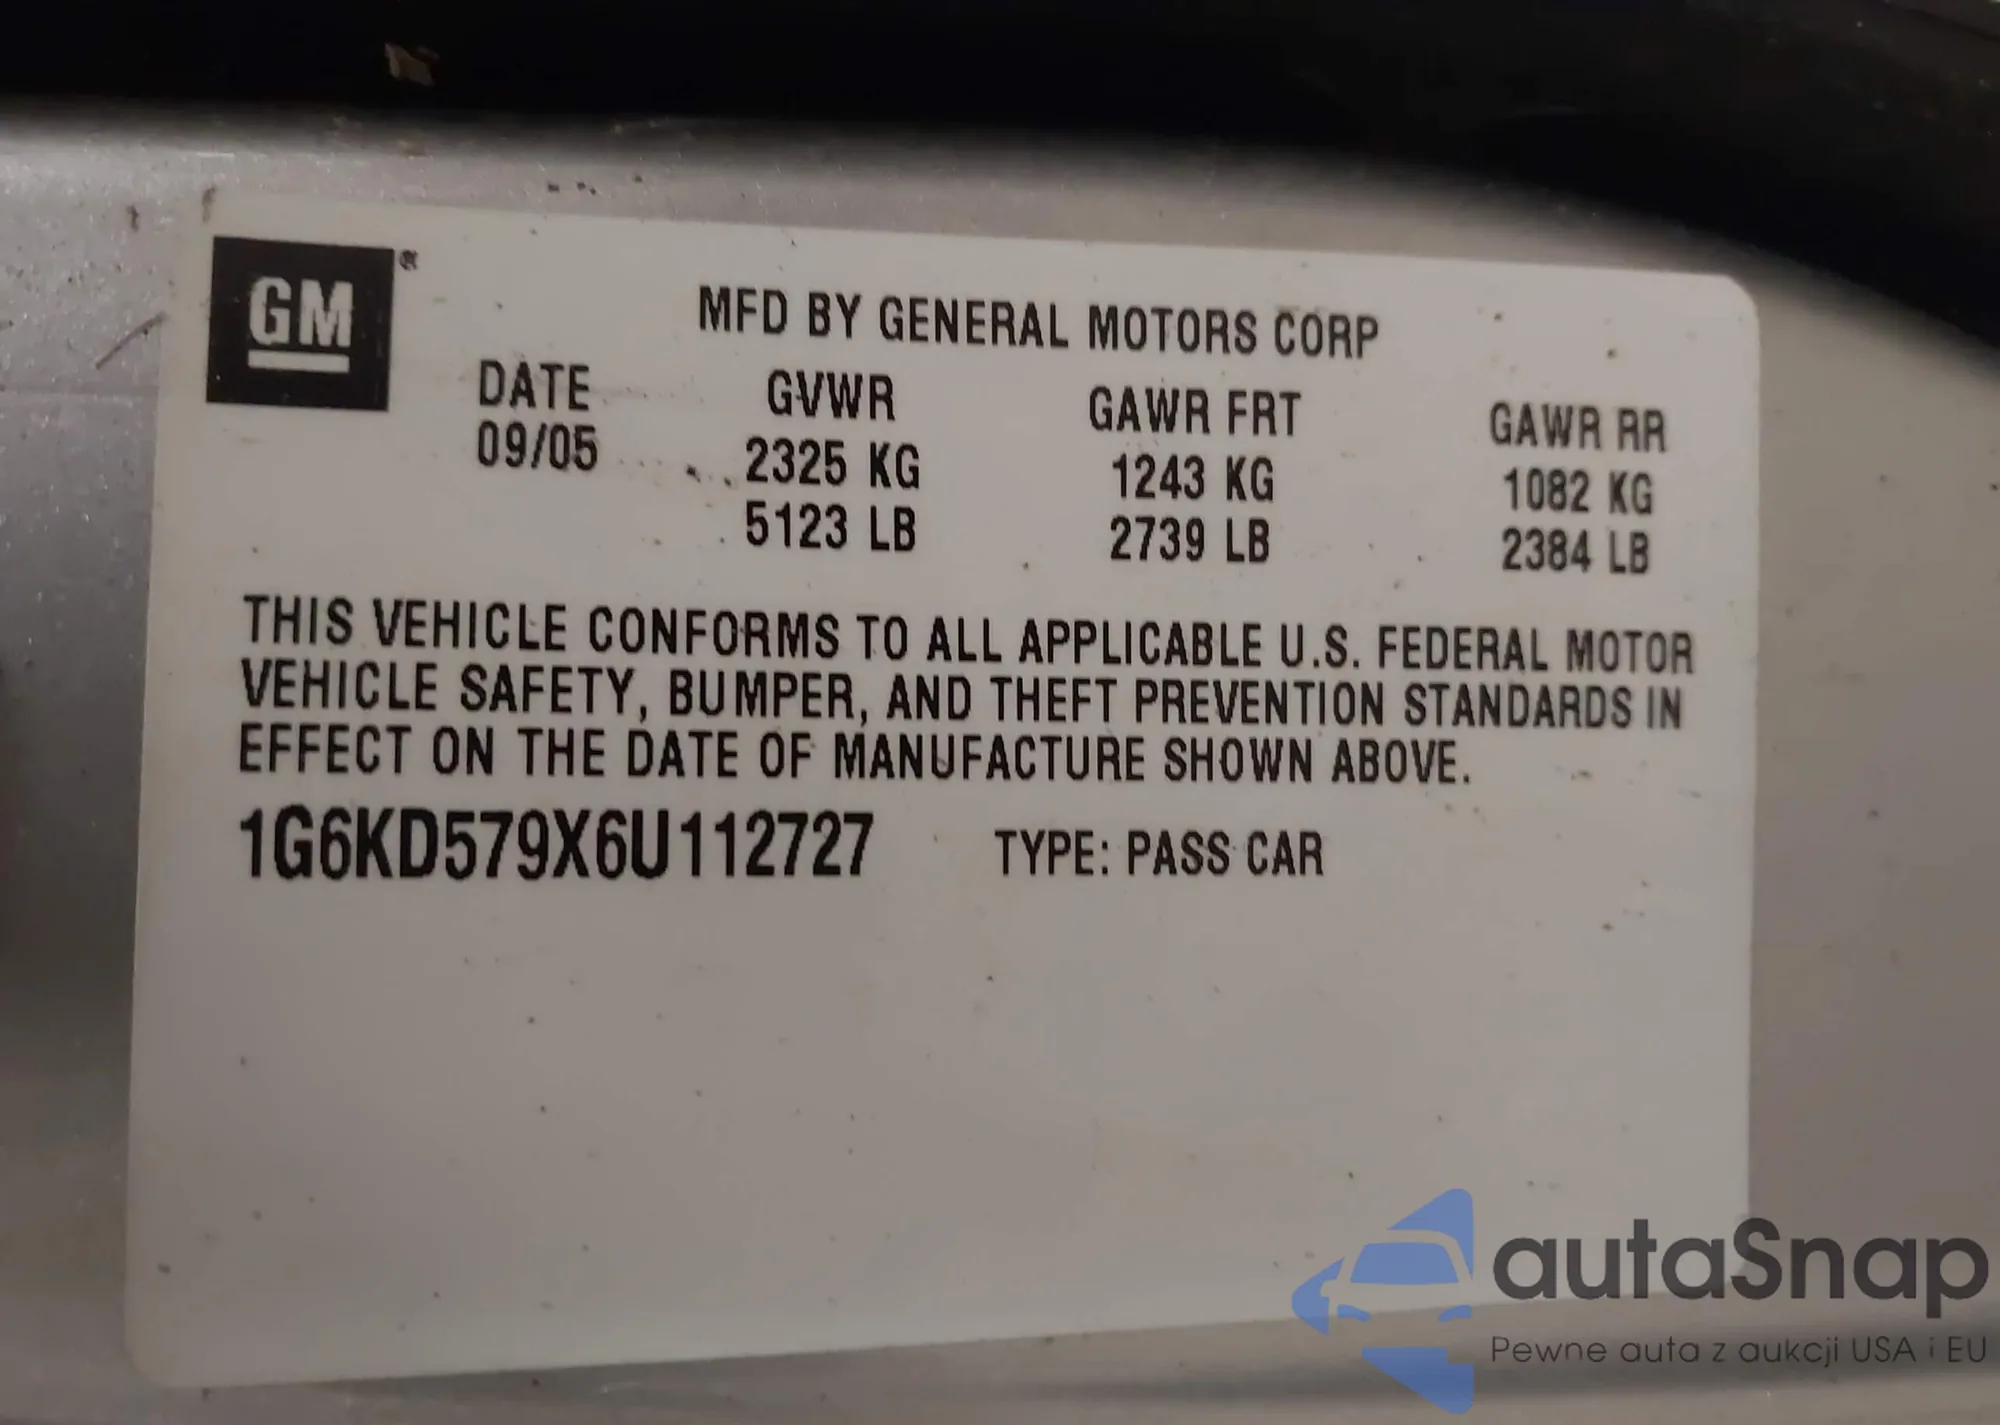 GM ®
MFD BY GENERAL MOTORS CORP
DATE GVWR GAWR FRT GAWR RR
09/05 2325 KG 1243 KG 1082 KG
5123 LB 2739 LB 2384 LB
THIS VEHICLE CONFORMS TO ALL APPLICABLE U.S. FEDERAL MOTOR
VEHICLE SAFETY, BUMPER, AND THEFT PREVENTION STANDARDS IN
EFFECT ON THE DATE OF MANUFACTURE SHOWN ABOVE.
1G6KD579X6U112727 TYPE: PASS CAR
autaSnap
Pewne auta z aukcji USA i EU